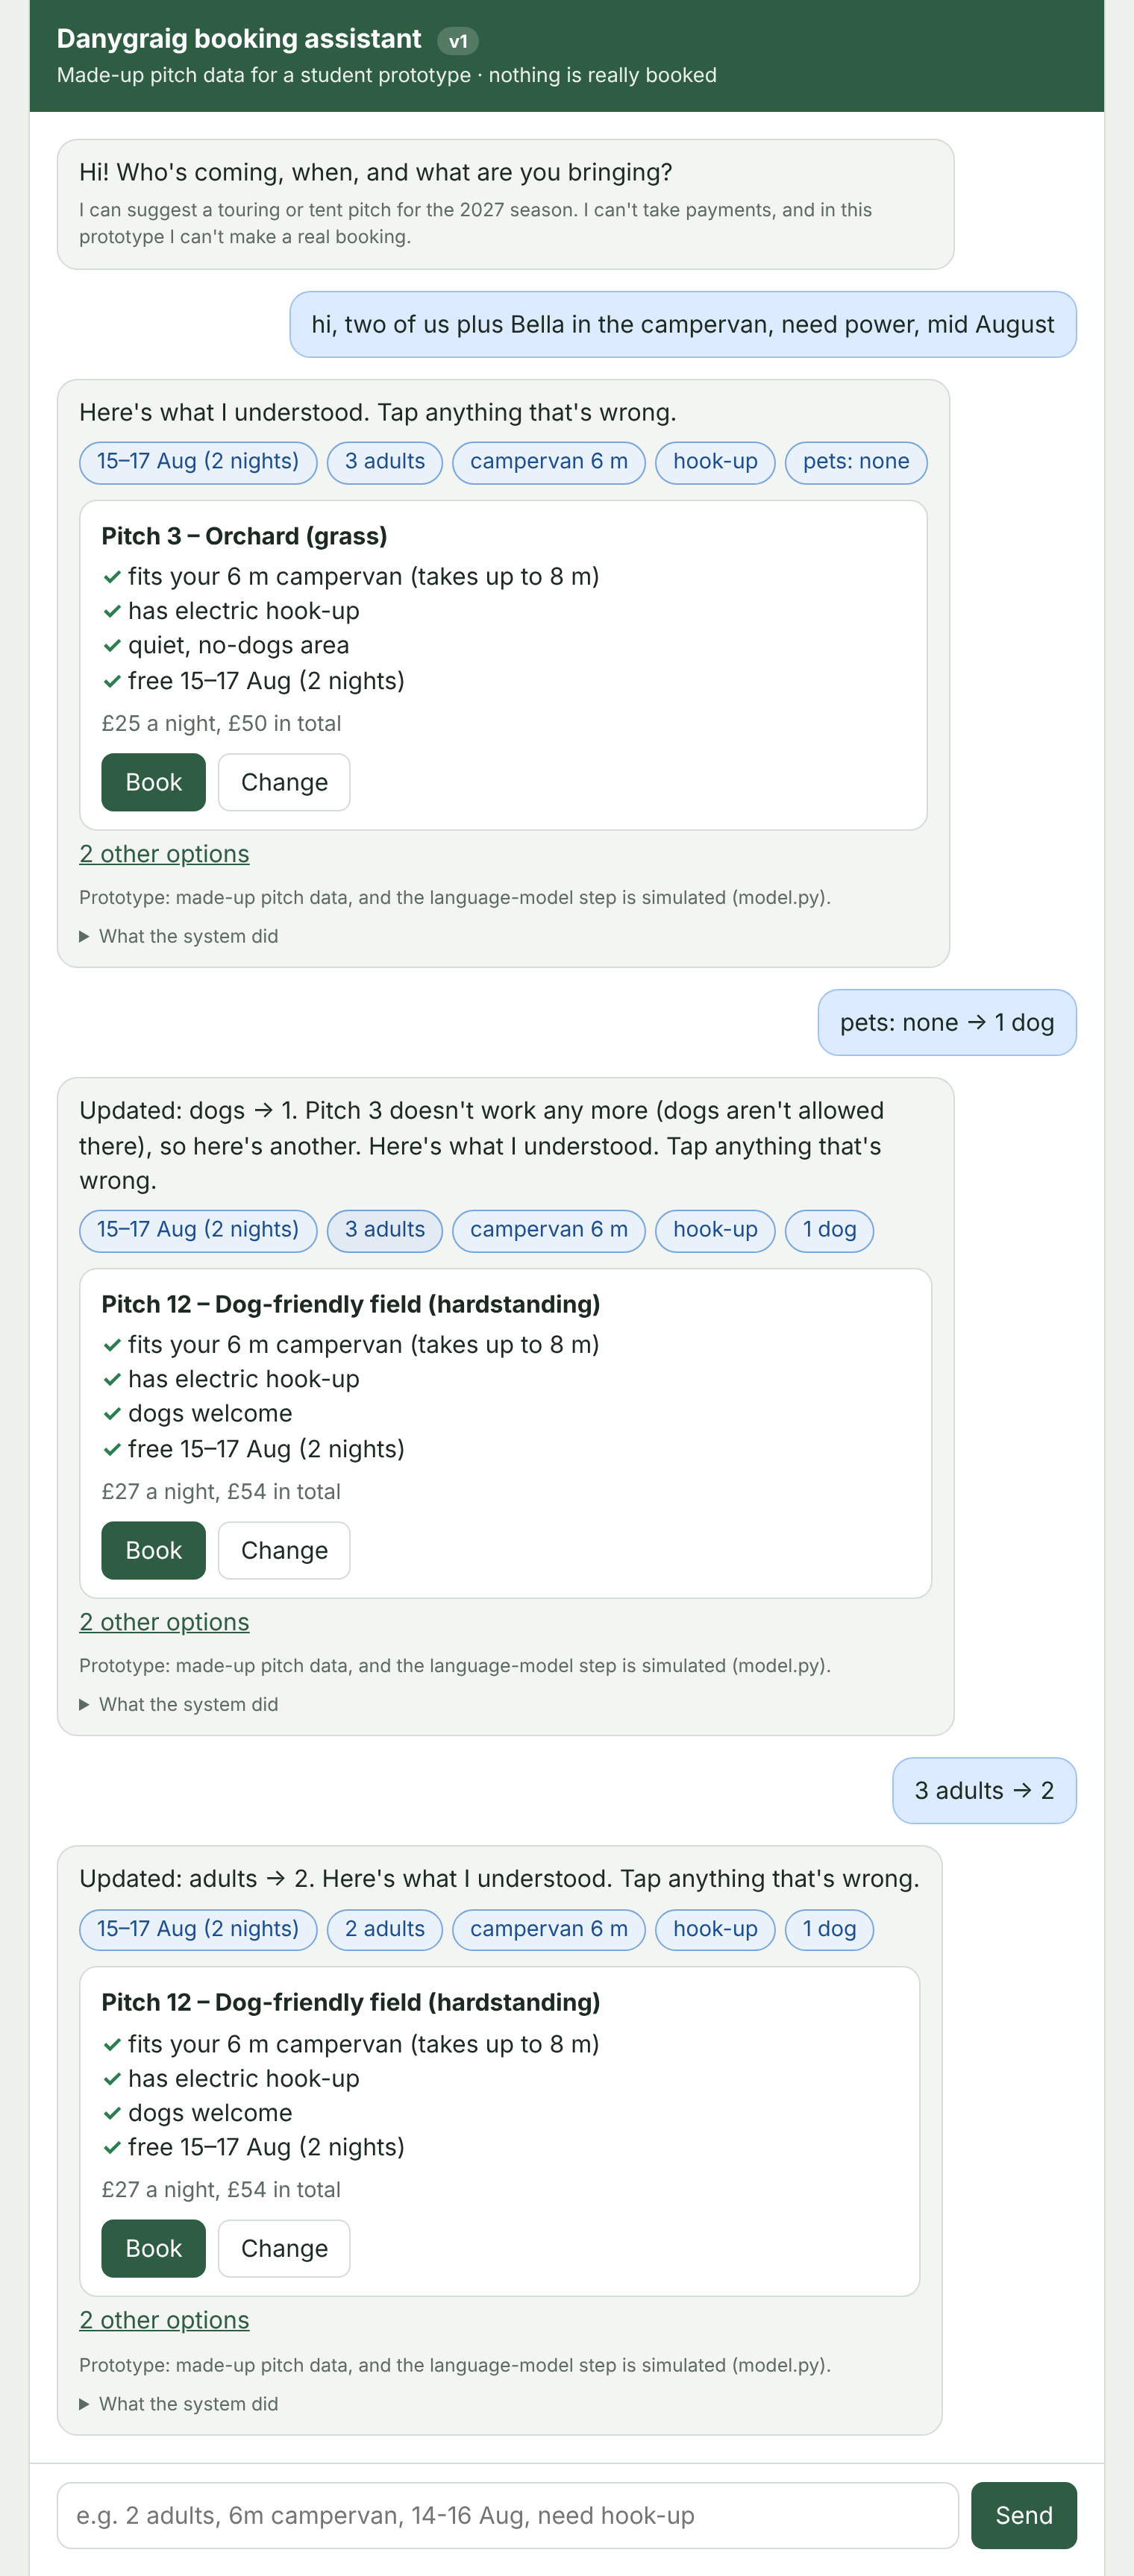 Danygraig booking assistant v1
Made-up pitch data for a student prototype · nothing is really booked
Hi! Who's coming, when, and what are you bringing?
I can suggest a touring or tent pitch for the 2027 season. I can't take payments, and in this
prototype I can't make a real booking.
hi, two of us plus Bella in the campervan, need power, mid August
Here's what I understood. Tap anything that's wrong.
15–17 Aug (2 nights) 3 adults campervan 6 m hook-up pets: none
Pitch 3 – Orchard (grass)
✓ fits your 6 m campervan (takes up to 8 m)
✓ has electric hook-up
✓ quiet, no-dogs area
✓ free 15–17 Aug (2 nights)
£25 a night, £50 in total
Book Change
2 other options
Prototype: made-up pitch data, and the language-model step is simulated (model.py).
▶ What the system did
pets: none → 1 dog
Updated: dogs → 1. Pitch 3 doesn't work any more (dogs aren't allowed
there), so here's another. Here's what I understood. Tap anything that's
wrong.
15–17 Aug (2 nights) 3 adults campervan 6 m hook-up 1 dog
Pitch 12 – Dog-friendly field (hardstanding)
✓ fits your 6 m campervan (takes up to 8 m)
✓ has electric hook-up
✓ dogs welcome
✓ free 15–17 Aug (2 nights)
£27 a night, £54 in total
Book Change
2 other options
Prototype: made-up pitch data, and the language-model step is simulated (model.py).
▶ What the system did
3 adults → 2
Updated: adults → 2. Here's what I understood. Tap anything that's wrong.
15–17 Aug (2 nights) 2 adults campervan 6 m hook-up 1 dog
Pitch 12 – Dog-friendly field (hardstanding)
✓ fits your 6 m campervan (takes up to 8 m)
✓ has electric hook-up
✓ dogs welcome
✓ free 15–17 Aug (2 nights)
£27 a night, £54 in total
Book Change
2 other options
Prototype: made-up pitch data, and the language-model step is simulated (model.py).
▶ What the system did
e.g. 2 adults, 6m campervan, 14-16 Aug, need hook-up Send